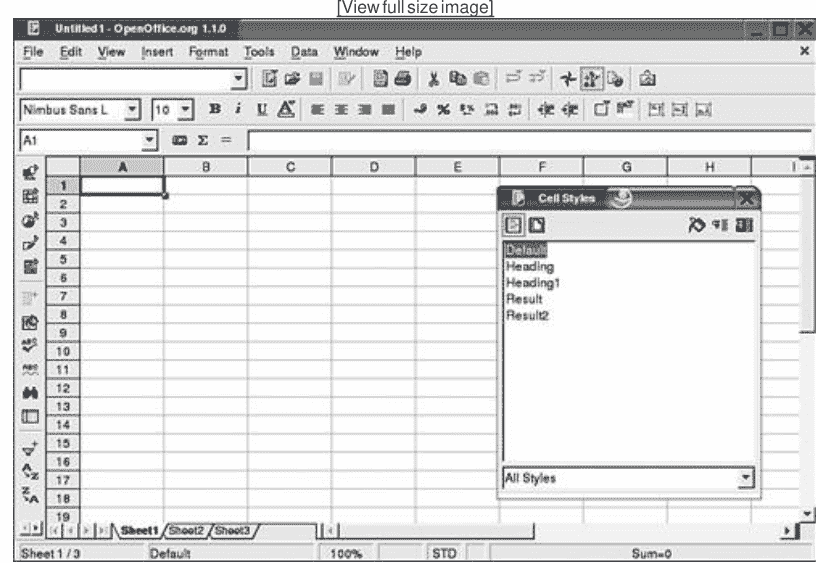 [View full size image]
Untitled1 - OpenOffice.org 1.1.0
File Edit View Insert Format Tools Data Window Help
Nimbus Sans L 10 B i U A
A1 Σ =
A B C D E F G H I
1
2
3
4
5
6
7
8
9
10
11
12
13
14
15
16
17
18
19
Cell Styles
Default
Heading
Heading1
Result
Result2
All Styles
Sheet1 Sheet2 Sheet3
Sheet 1 / 3 Default 100% STD Sum=0